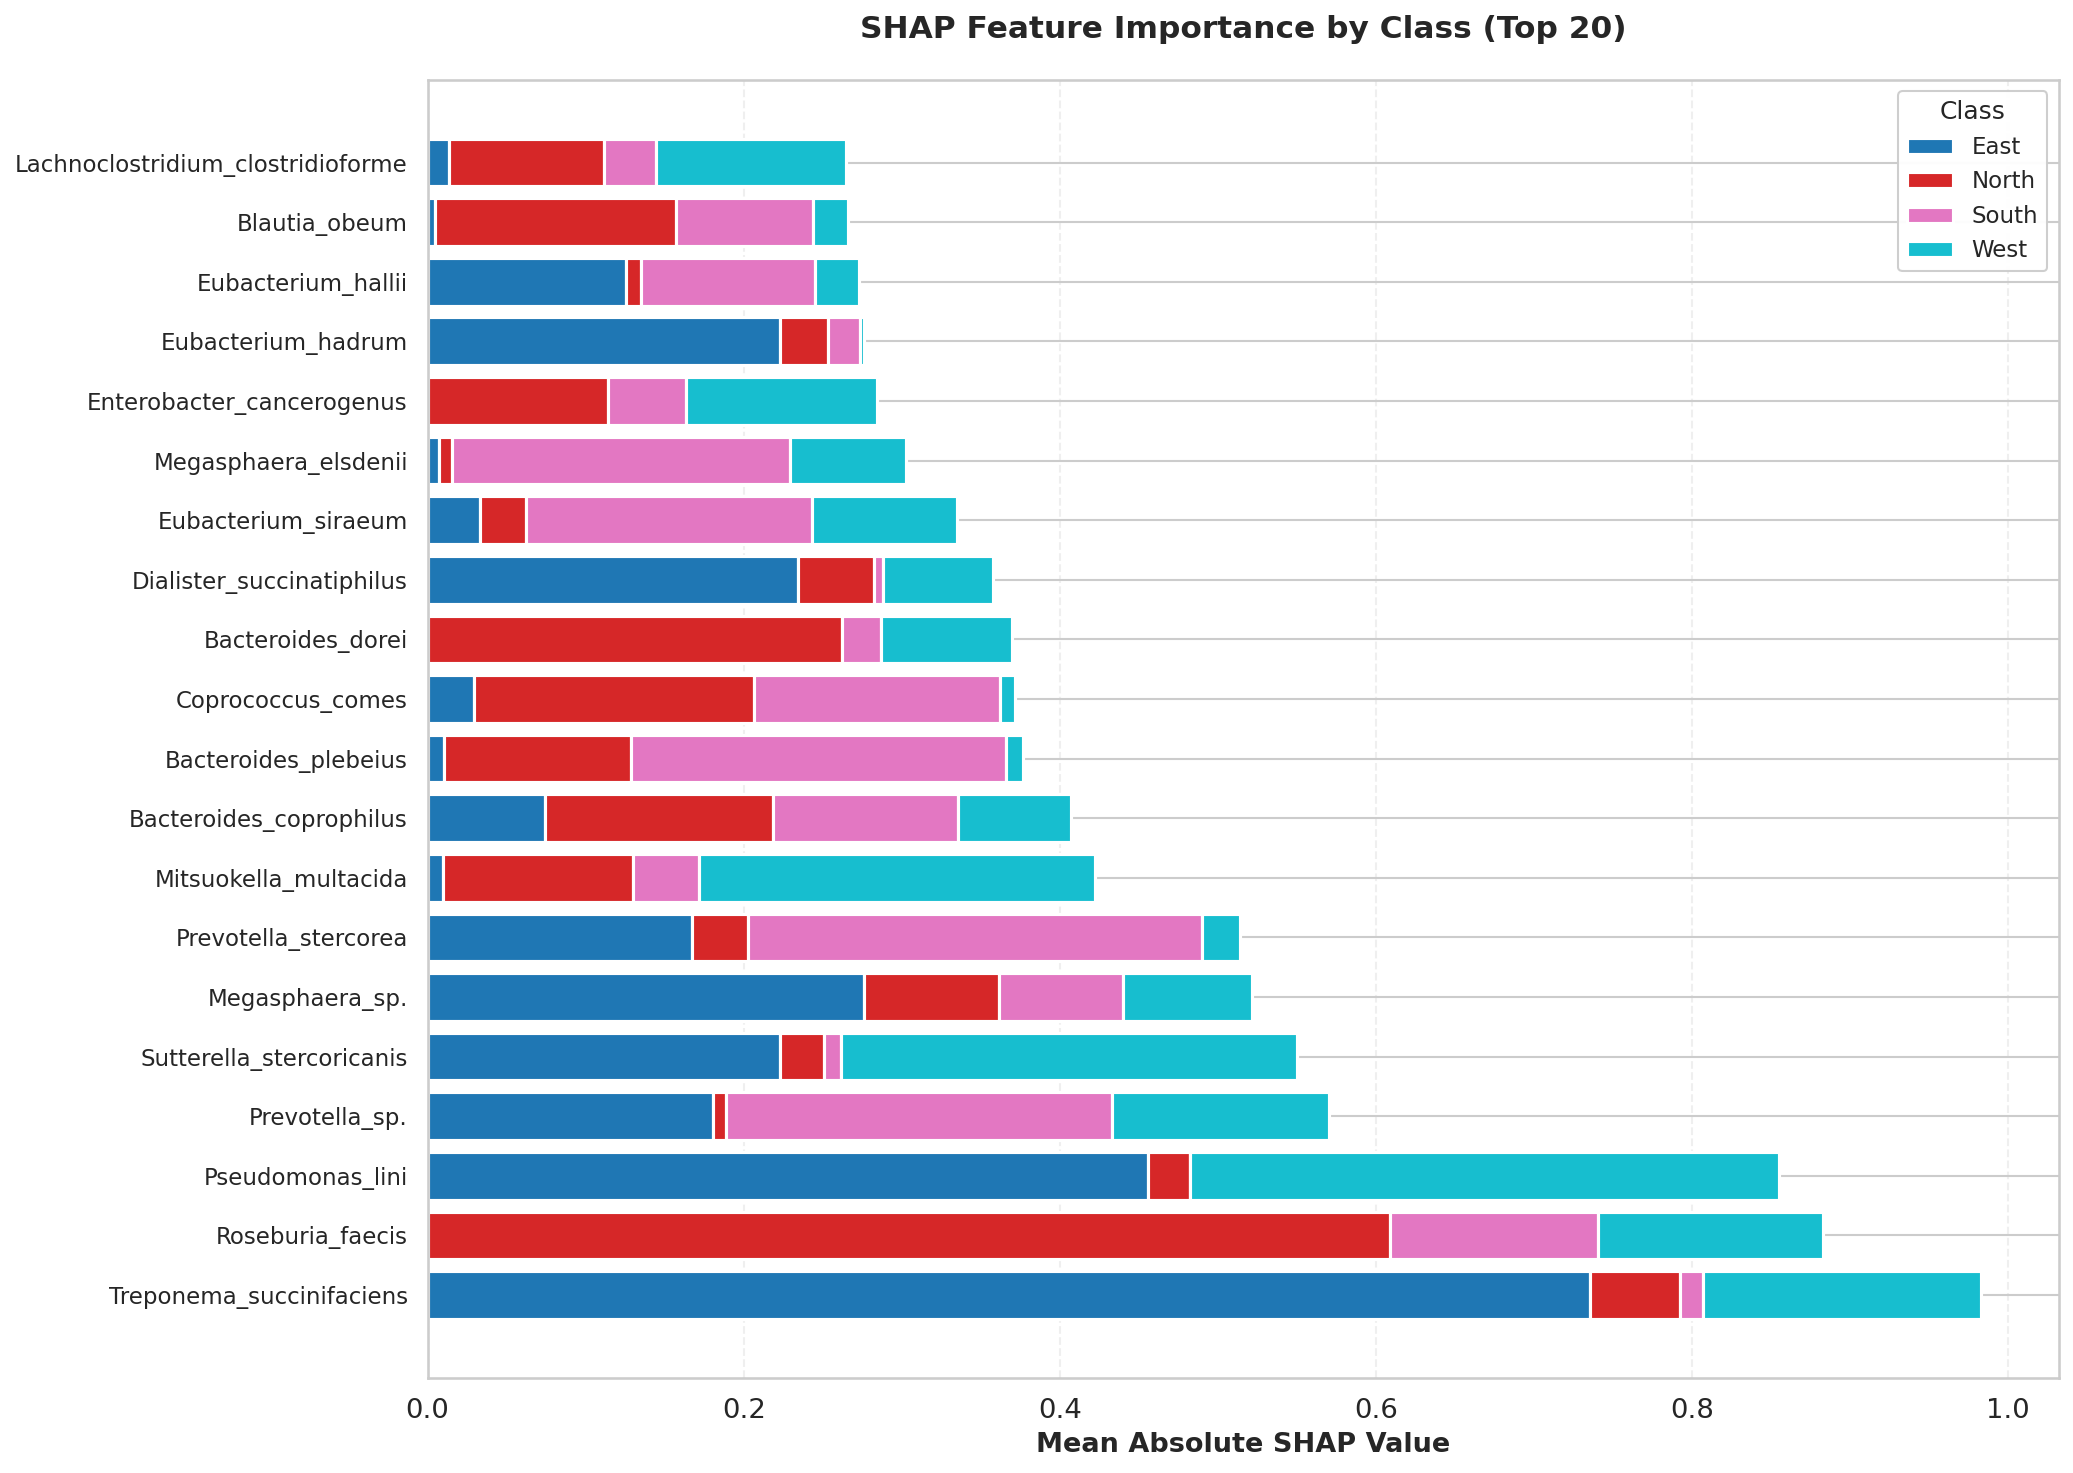 SHAP Feature Importance by Class (Top 20)
Class
East
North
South
West
Lachnoclostridium_clostridioforme
Blautia_obeum
Eubacterium_hallii
Eubacterium_hadrum
Enterobacter_cancerogenus
Megasphaera_elsdenii
Eubacterium_siraeum
Dialister_succinatiphilus
Bacteroides_dorei
Coprococcus_comes
Bacteroides_plebeius
Bacteroides_coprophilus
Mitsuokella_multacida
Prevotella_stercorea
Megasphaera_sp.
Sutterella_stercoricanis
Prevotella_sp.
Pseudomonas_lini
Roseburia_faecis
Treponema_succinifaciens
0.0 0.2 0.4 0.6 0.8 1.0
Mean Absolute SHAP Value